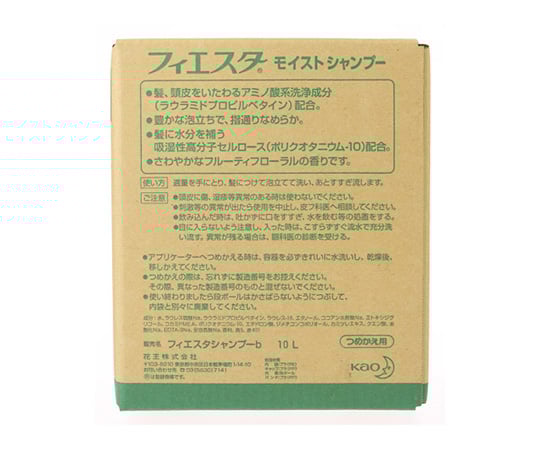 フィエスタ® モイストシャンプー
●髪、頭皮をいたわるアミノ酸系洗浄成分
（ラウラミドプロピルベタイン）配合。
●豊かな泡立ちで、指通りなめらか。
●髪に水分を補う
吸湿性高分子セルロース（ポリクオタニウム-10）配合。
●さわやかなフルーティフローラルの香りです。
使い方 適量を手にとり、髪につけて泡立てて洗い、あとすすぎ流します。
ご注意 ●頭皮に傷、湿疹等異常のある時は使わないでください。
●刺激等の異常が出たら使用を中止し、皮フ科医へ相談してください。
●飲み込んだ時は、吐かずに口をすすぎ、水を飲む等の処置をする。
●目に入らないよう注意し、入った時は、こすらずすぐ流水で充分洗
い流す。異常が残る場合は、眼科医の診断を受ける。
●アプリケーターへつめかえる時は、容器を必ずきれいに水洗いし、乾燥後、
移しかえてください。
●つめかえの際は、忘れずに製造番号をお控えください。
その際、異なった製造番号のものと混ぜないでください。
●使い終わりましたら段ボールはかさばらないようにつぶして、
内袋と別々に廃棄してください。
販売名 フィエスタシャンプーb 10L
つめかえ用
花王株式会社
〒103-8210 東京都中央区日本橋茅場町1-14-10
Kao